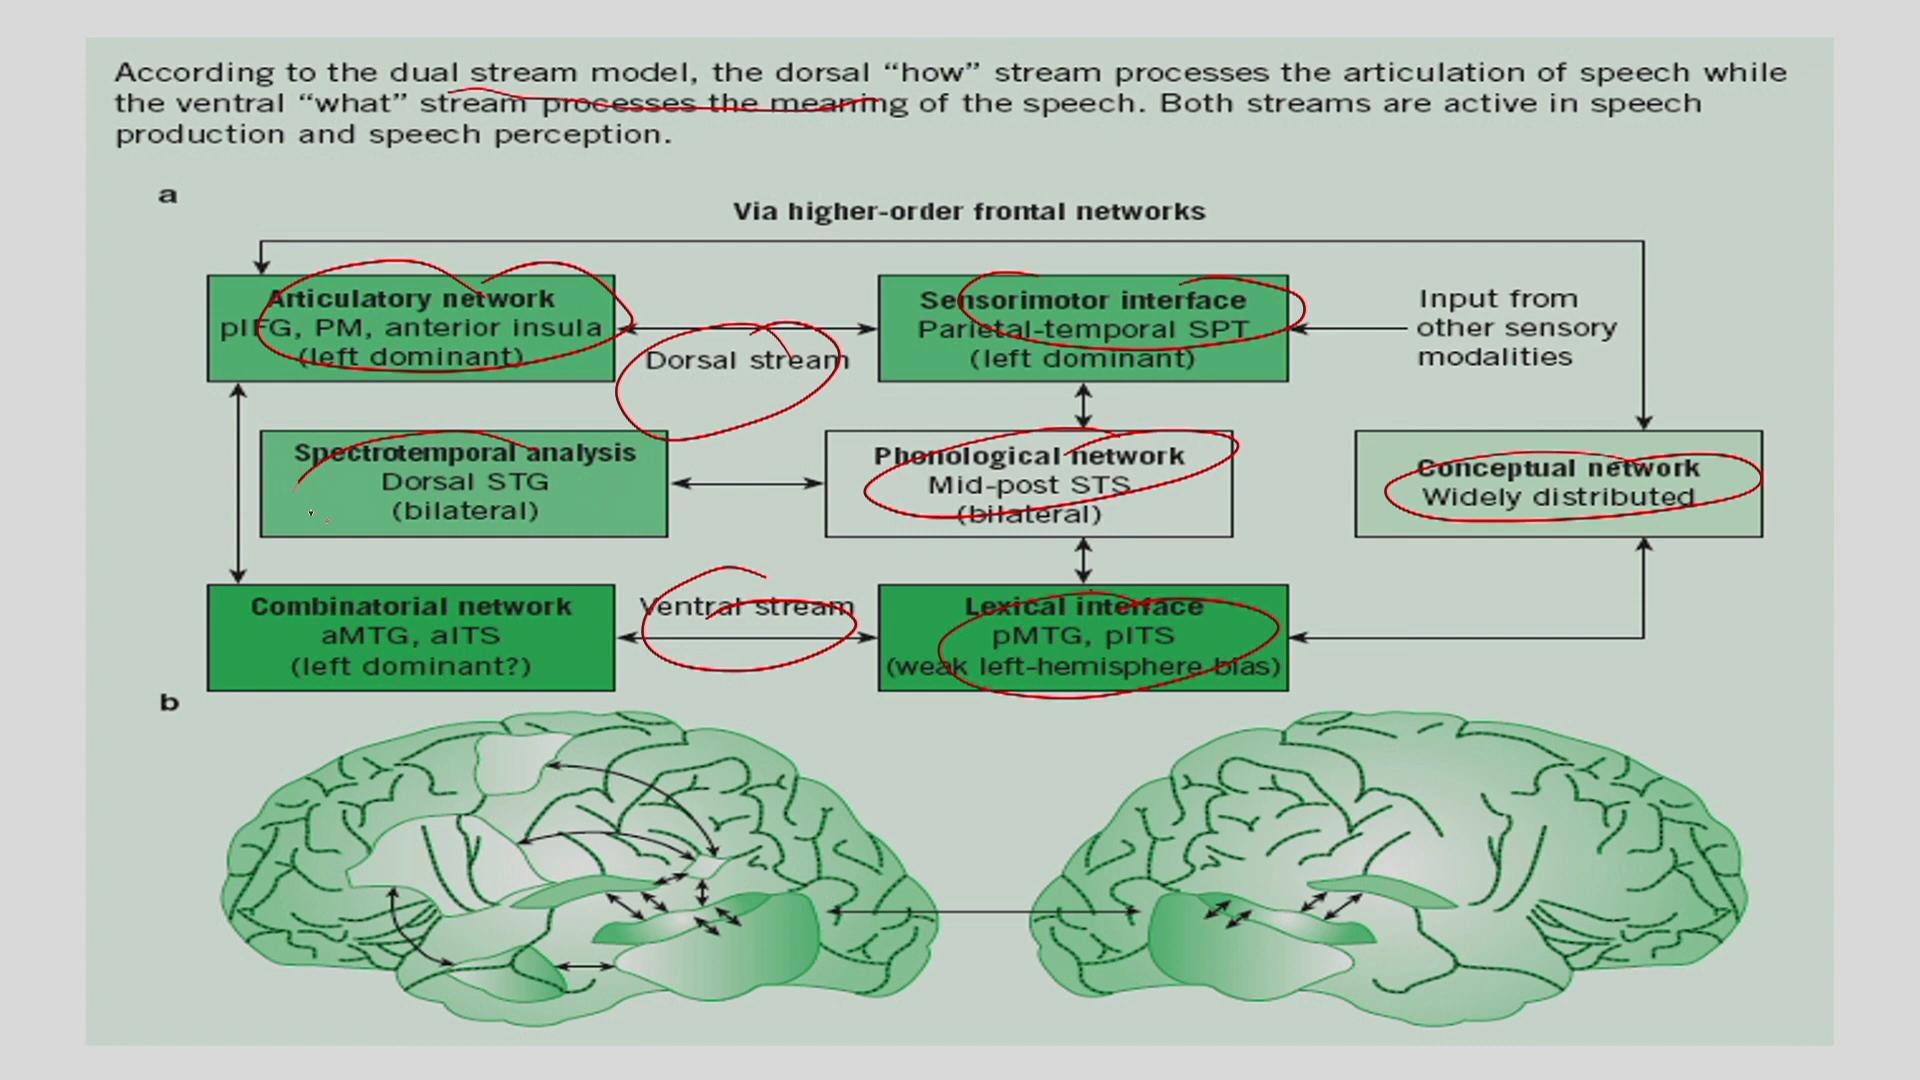 According to the dual stream model, the dorsal “how” stream processes the articulation of speech while
the ventral “what” stream processes the meaning of the speech. Both streams are active in speech
production and speech perception.
a
Via higher-order frontal networks
Articulatory network
pIFG, PM, anterior insula
(left dominant)
Dorsal stream
Sensorimotor interface
Parietal-temporal SPT
(left dominant)
Input from
other sensory
modalities
Spectrotemporal analysis
Dorsal STG
(bilateral)
Phonological network
Mid-post STS
(bilateral)
Conceptual network
Widely distributed
Combinatorial network
aMTG, aITS
(left dominant?)
Ventral stream
Lexical interface
pMTG, pITS
(weak left-hemisphere bias)
b